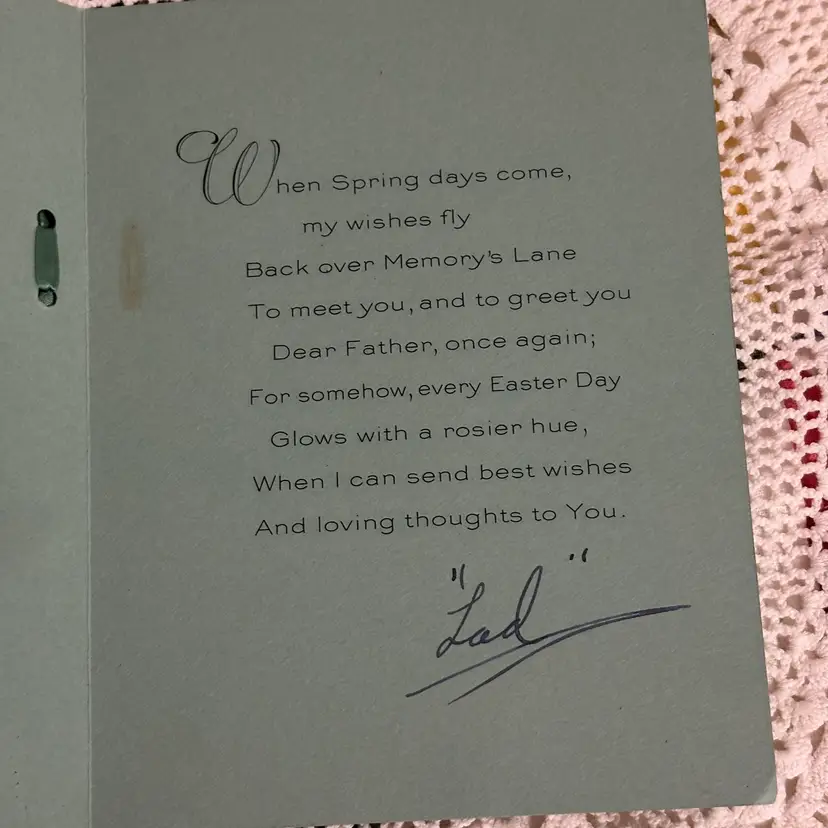 When Spring days come,
my wishes fly
Back over Memory's Lane
To meet you, and to greet you
Dear Father, once again;
For somehow, every Easter Day
Glows with a rosier hue,
When I can send best wishes
And loving thoughts to You.
"Lad"